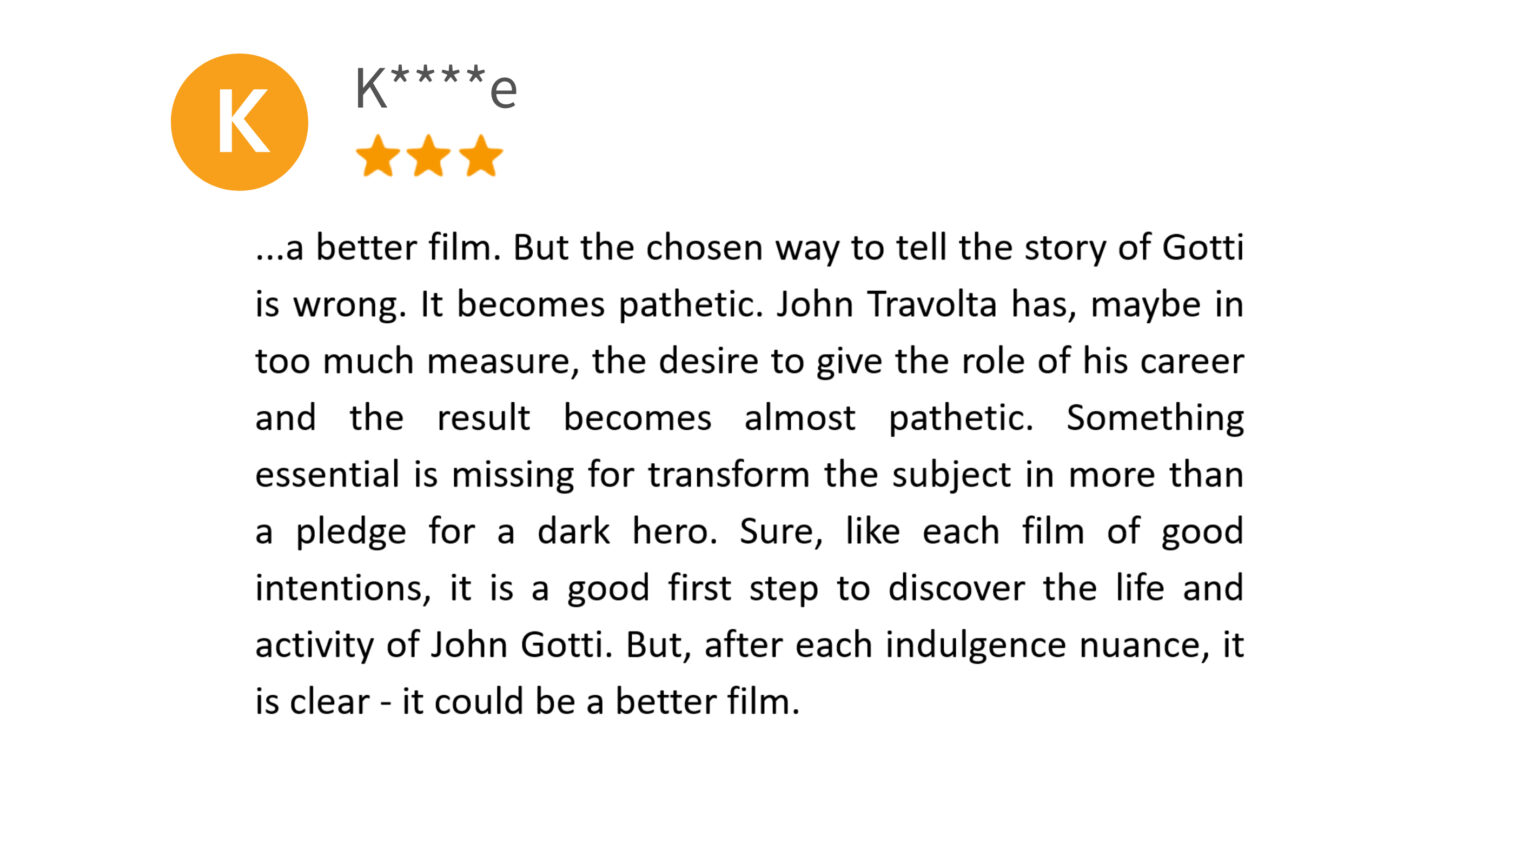 K
K****e
...a better film. But the chosen way to tell the story of Gotti
is wrong. It becomes pathetic. John Travolta has, maybe in
too much measure, the desire to give the role of his career
and the result becomes almost pathetic. Something
essential is missing for transform the subject in more than
a pledge for a dark hero. Sure, like each film of good
intentions, it is a good first step to discover the life and
activity of John Gotti. But, after each indulgence nuance, it
is clear - it could be a better film.